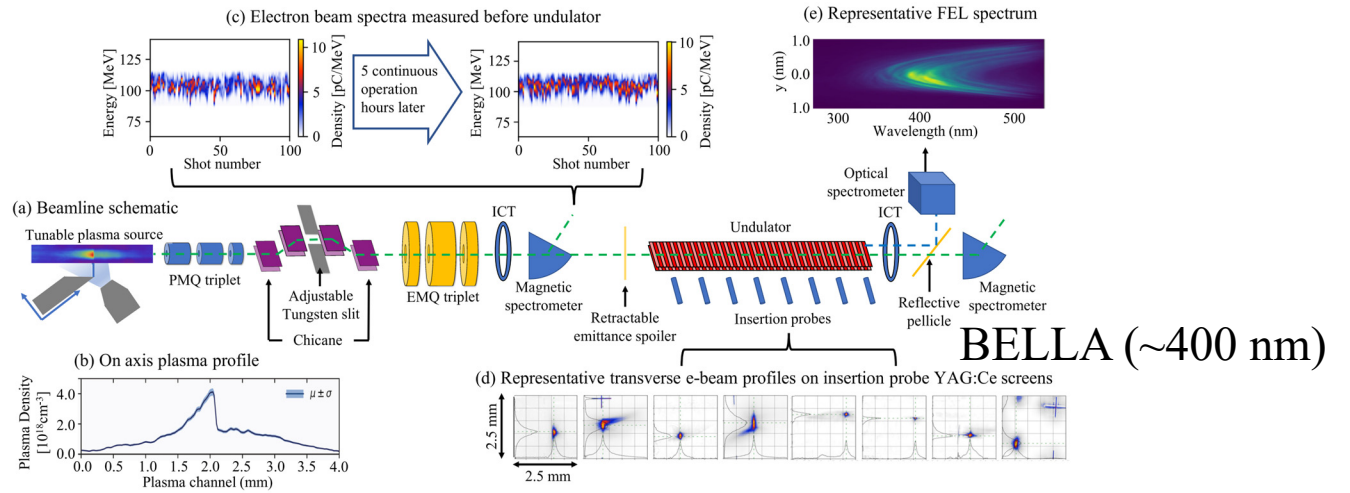 (c) Electron beam spectra measured before undulator
(e) Representative FEL spectrum
Energy [MeV]
125
100
75
0
100
Shot number
10
5
0
Density [pC/MeV]
5 continuous
operation
hours later
Energy [MeV]
125
100
75
0
100
Shot number
10
5
0
Density [pC/MeV]
y (nm)
1.0
0.0
1.0
300
400
500
Wavelength (nm)
(a) Beamline schematic
Tunable plasma source
PMQ triplet
Adjustable
Tungsten slit
Chicane
EMQ triplet
ICT
Magnetic
spectrometer
Retractable
emittance spoiler
Undulator
Insertion probes
Optical
spectrometer
ICT
Reflective
pellicle
Magnetic
spectrometer
BELLA (~400 nm)
(b) On axis plasma profile
Plasma Density
[10¹⁸cm⁻³]
4.0
2.0
0.0
μ ± σ
0.0 0.5 1.0 1.5 2.0 2.5 3.0 3.5 4.0
Plasma channel (mm)
(d) Representative transverse e-beam profiles on insertion probe YAG:Ce screens
2.5 mm
2.5 mm